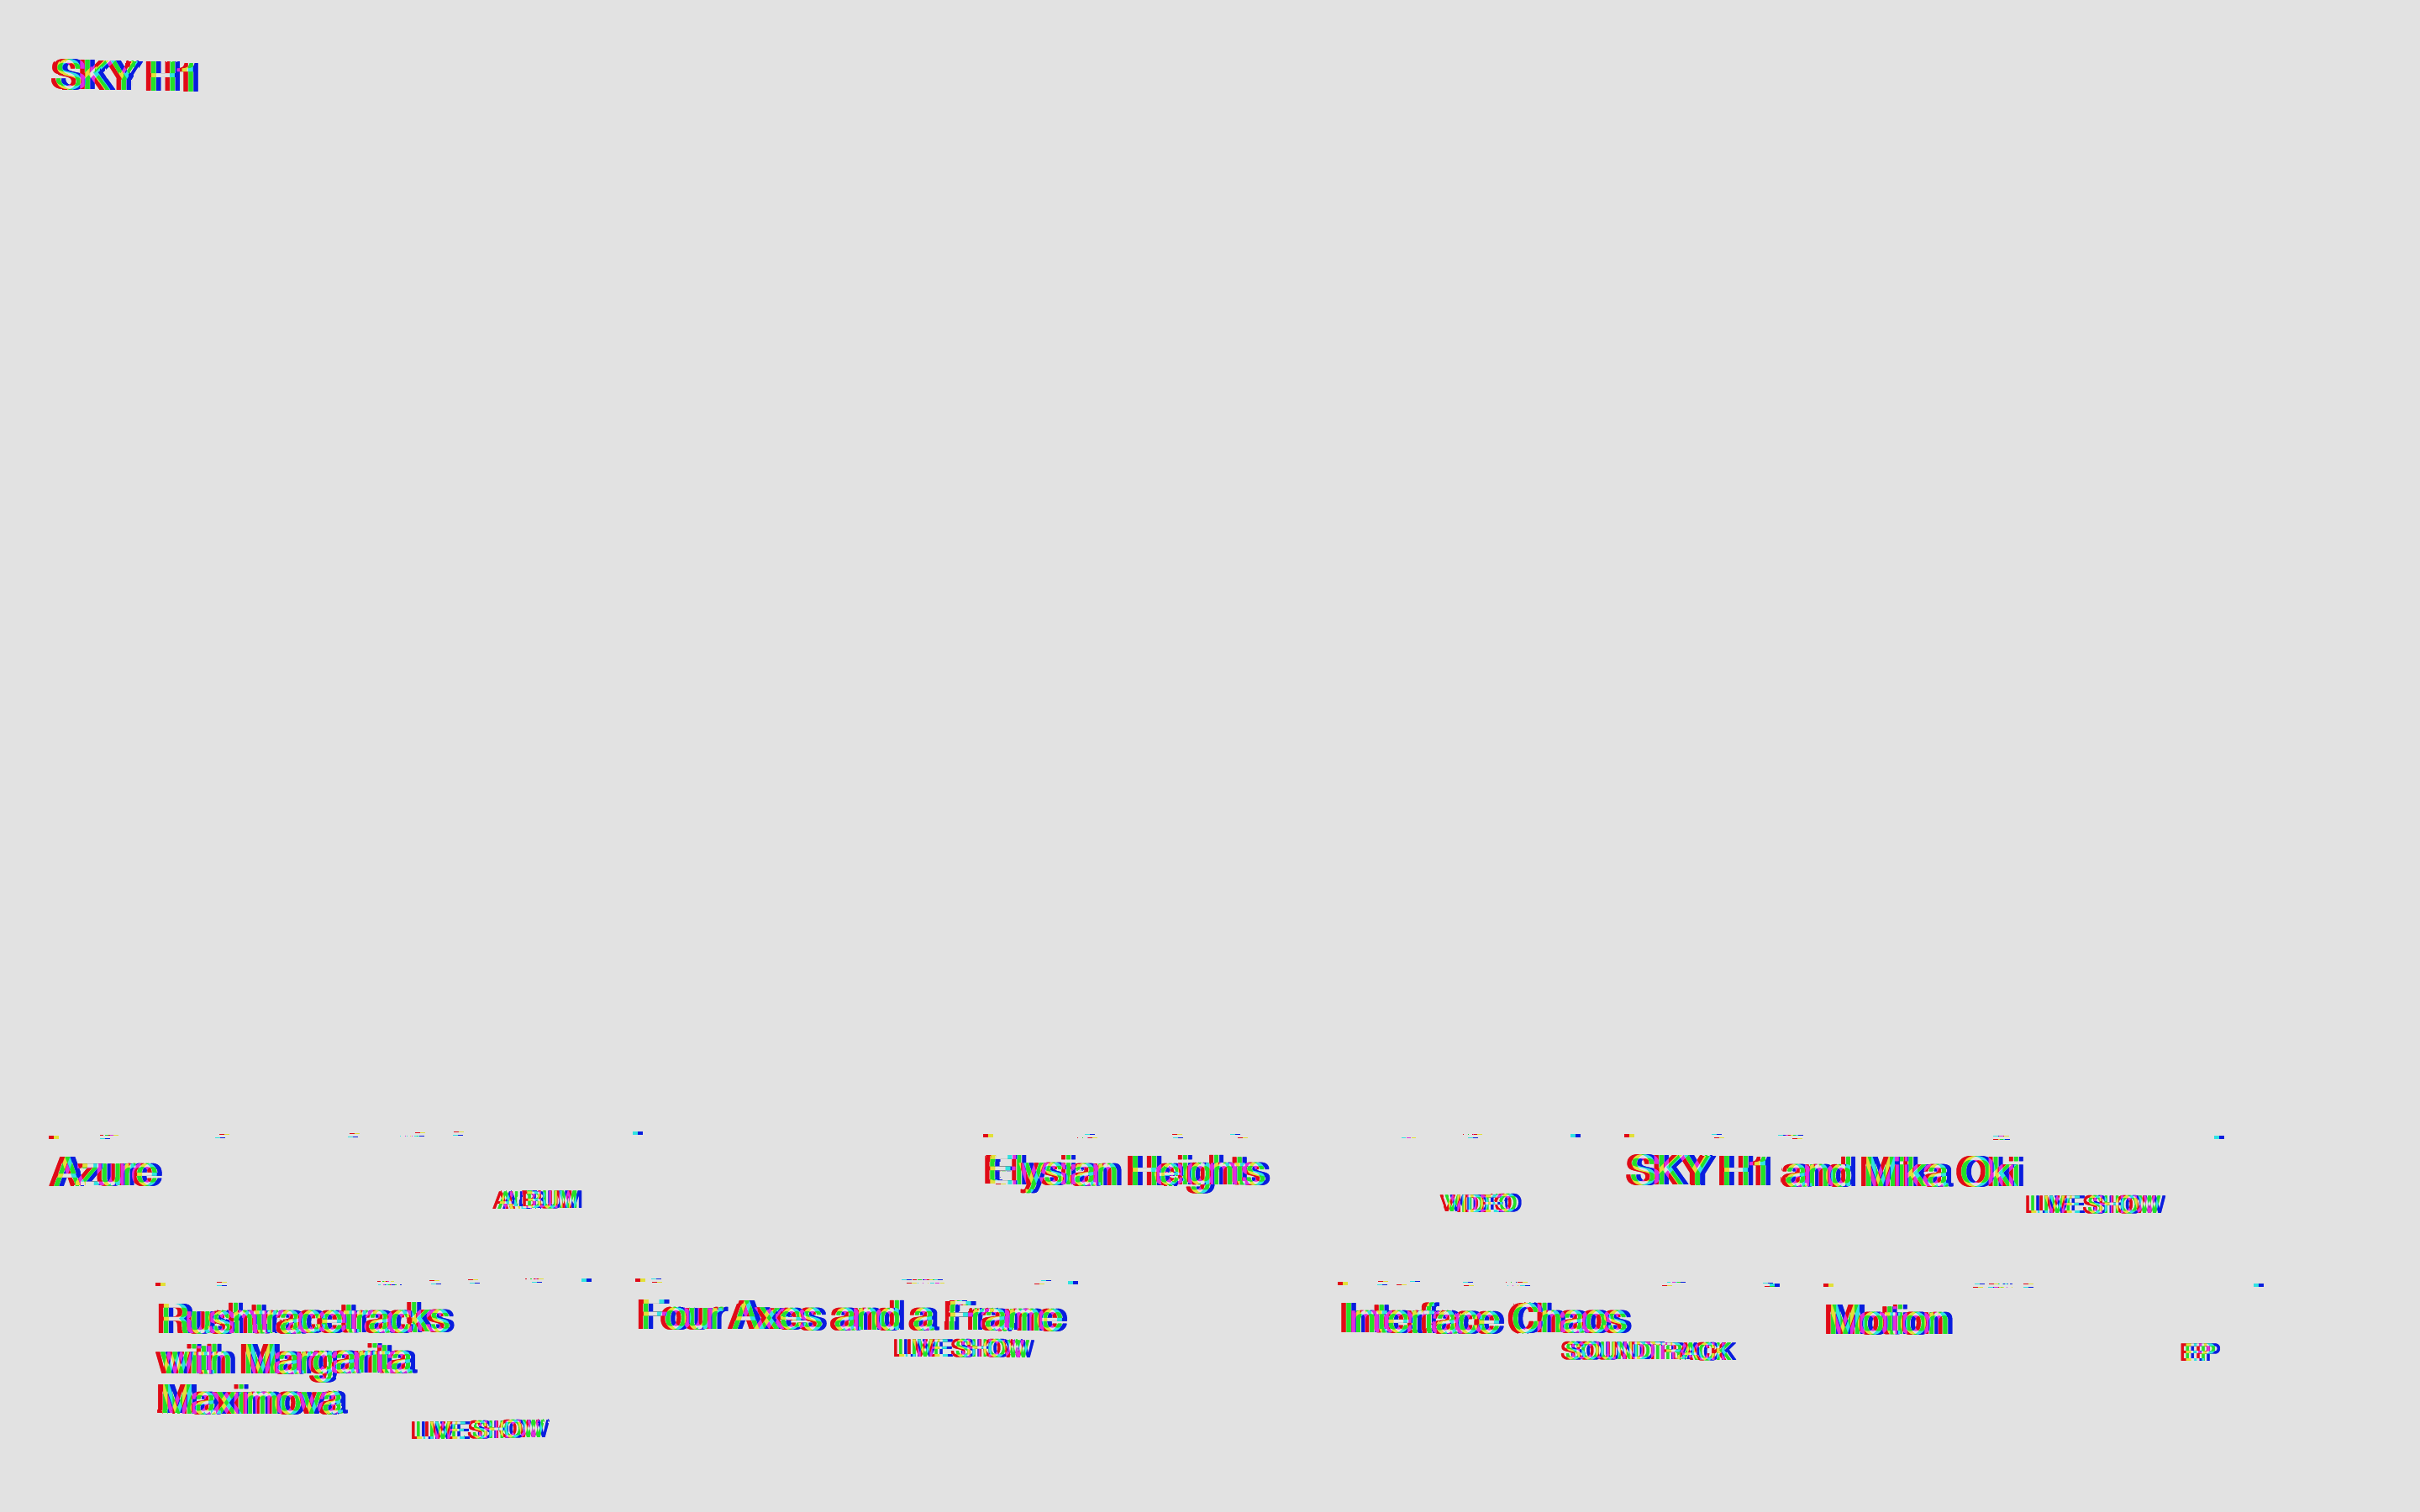 SKY H1
Azure
ALBUM
Elysian Heights
VIDEO
SKY H1 and Mika Oki
LIVE SHOW
Rushtracetracks
with Margarita
Maximova
LIVE SHOW
Four Axes and a Frame
LIVE SHOW
Interface Chaos
SOUNDTRACK
Motion
EP